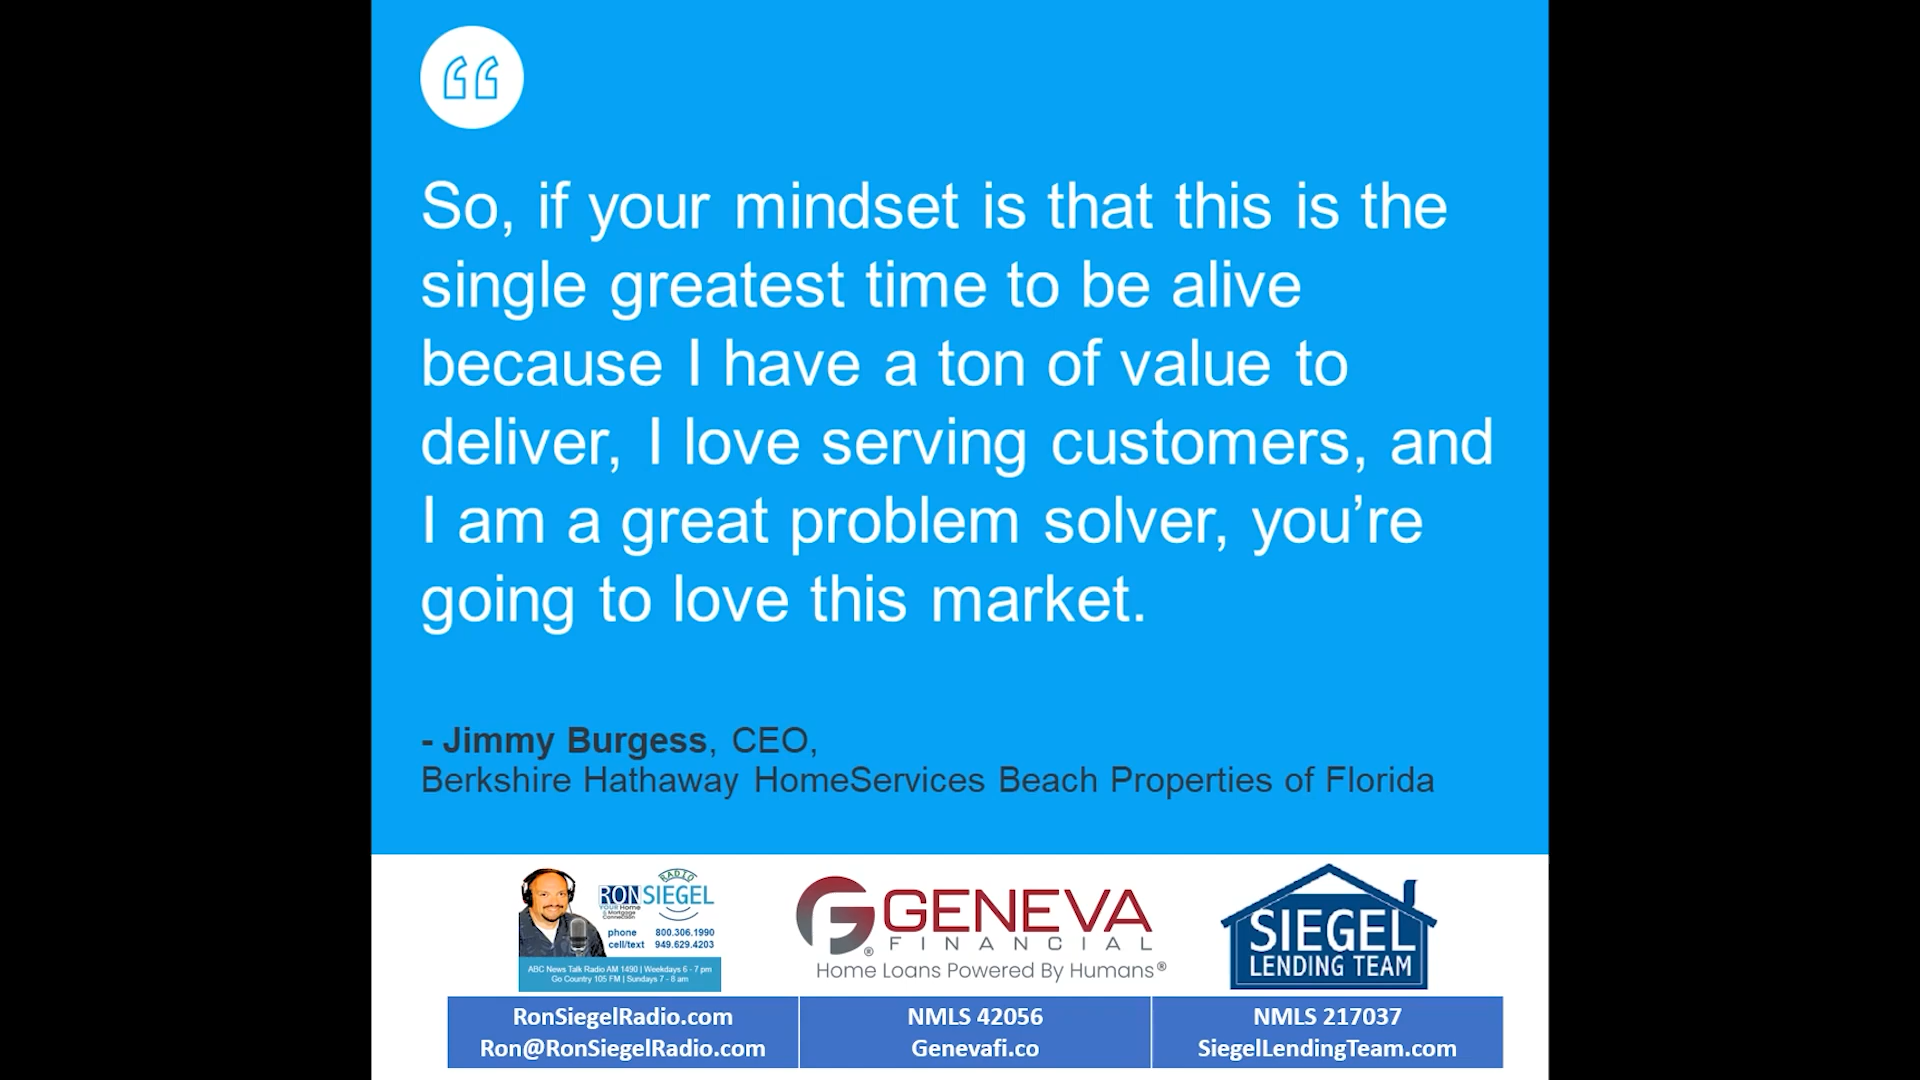 So, if your mindset is that this is the
single greatest time to be alive
because I have a ton of value to
deliver, I love serving customers, and
I am a great problem solver, you’re
going to love this market.
- Jimmy Burgess, CEO,
Berkshire Hathaway HomeServices Beach Properties of Florida
RADIO
RONSIEGEL
YOUR Home
& Mortgage
Connection
phone 800.306.1990
cell/text 949.629.4203
ABC News Talk Radio AM 1490 | Weekdays 6 - 7 pm
Go Country 105 FM | Sundays 7 - 8 am
GENEVA
FINANCIAL
Home Loans Powered By Humans®
SIEGEL
LENDING TEAM
RonSiegelRadio.com
Ron@RonSiegelRadio.com
NMLS 42056
Genevafi.co
NMLS 217037
SiegelLendingTeam.com